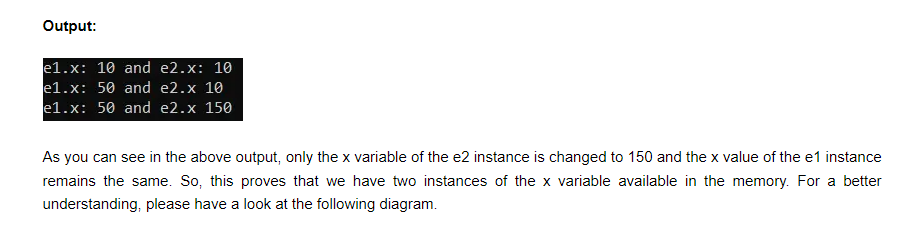 Output:
e1.x: 10 and e2.x: 10
e1.x: 50 and e2.x 10
e1.x: 50 and e2.x 150
As you can see in the above output, only the x variable of the e2 instance is changed to 150 and the x value of the e1 instance
remains the same. So, this proves that we have two instances of the x variable available in the memory. For a better
understanding, please have a look at the following diagram.